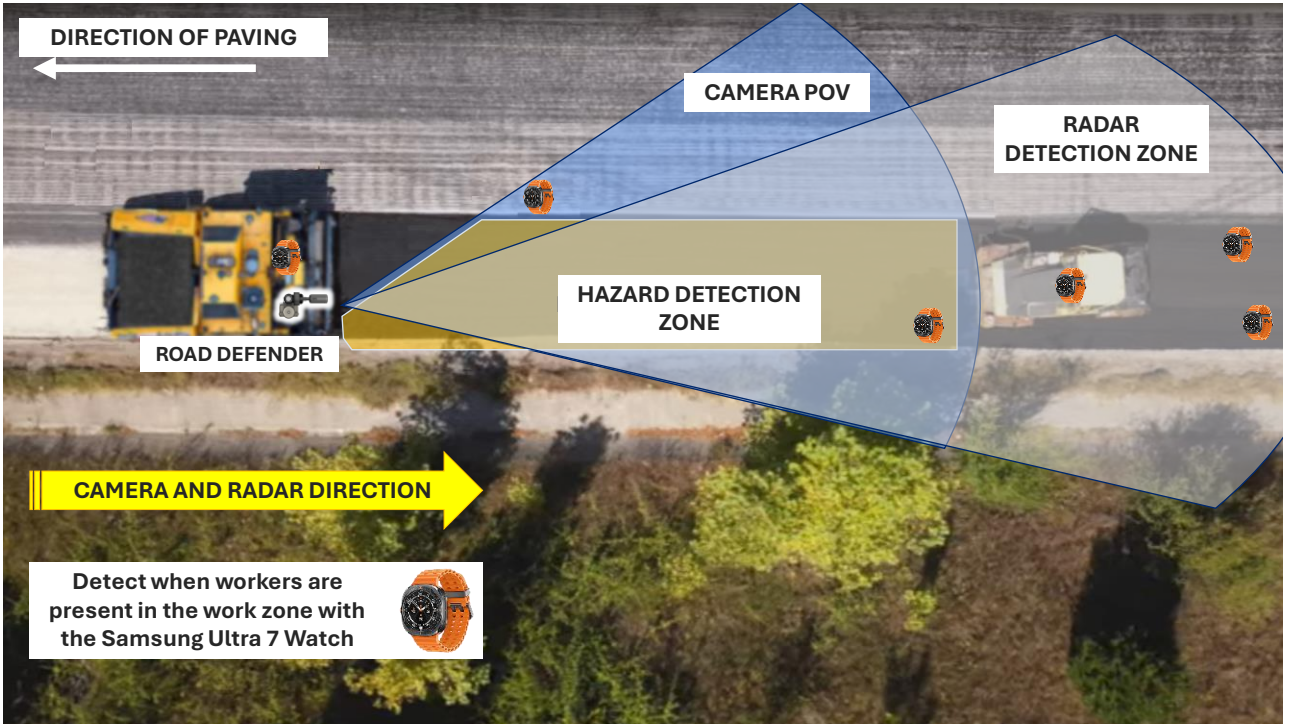 DIRECTION OF PAVING
CAMERA POV
RADAR
DETECTION ZONE
HAZARD DETECTION
ZONE
ROAD DEFENDER
CAMERA AND RADAR DIRECTION
Detect when workers are
present in the work zone with
the Samsung Ultra 7 Watch